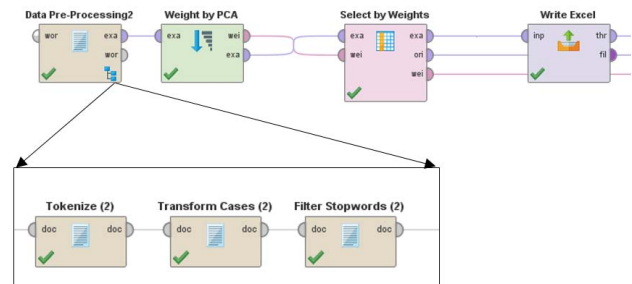 Data Pre-Processing2 Weight by PCA Select by Weights Write Excel
wor exa exa wei exa exa inp thr
wor exa wei ori fil
wei
Tokenize (2) Transform Cases (2) Filter Stopwords (2)
doc doc doc doc doc doc